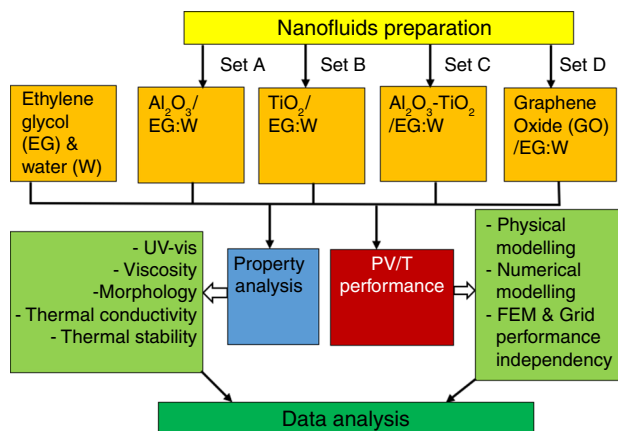 Nanofluids preparation
Set A
Set B
Set C
Set D
Ethylene
glycol
(EG) &
water (W)
Al₂O₃/
EG:W
TiO₂/
EG:W
Al₂O₃-TiO₂
/EG:W
Graphene
Oxide (GO)
/EG:W
- UV-vis
- Viscosity
-Morphology
- Thermal conductivity
- Thermal stability
Property
analysis
PV/T
performance
- Physical
modelling
- Numerical
modelling
- FEM & Grid
performance
independency
Data analysis